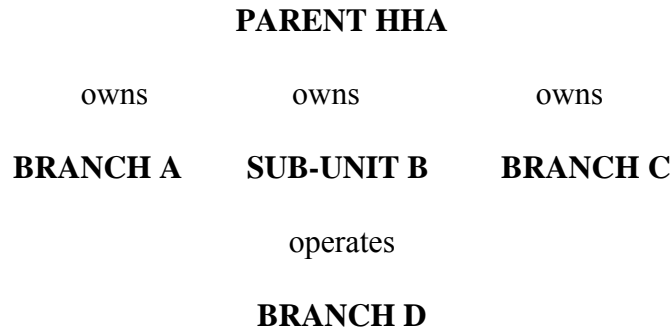 PARENT HHA
owns owns owns
BRANCH A SUB-UNIT B BRANCH C
operates
BRANCH D